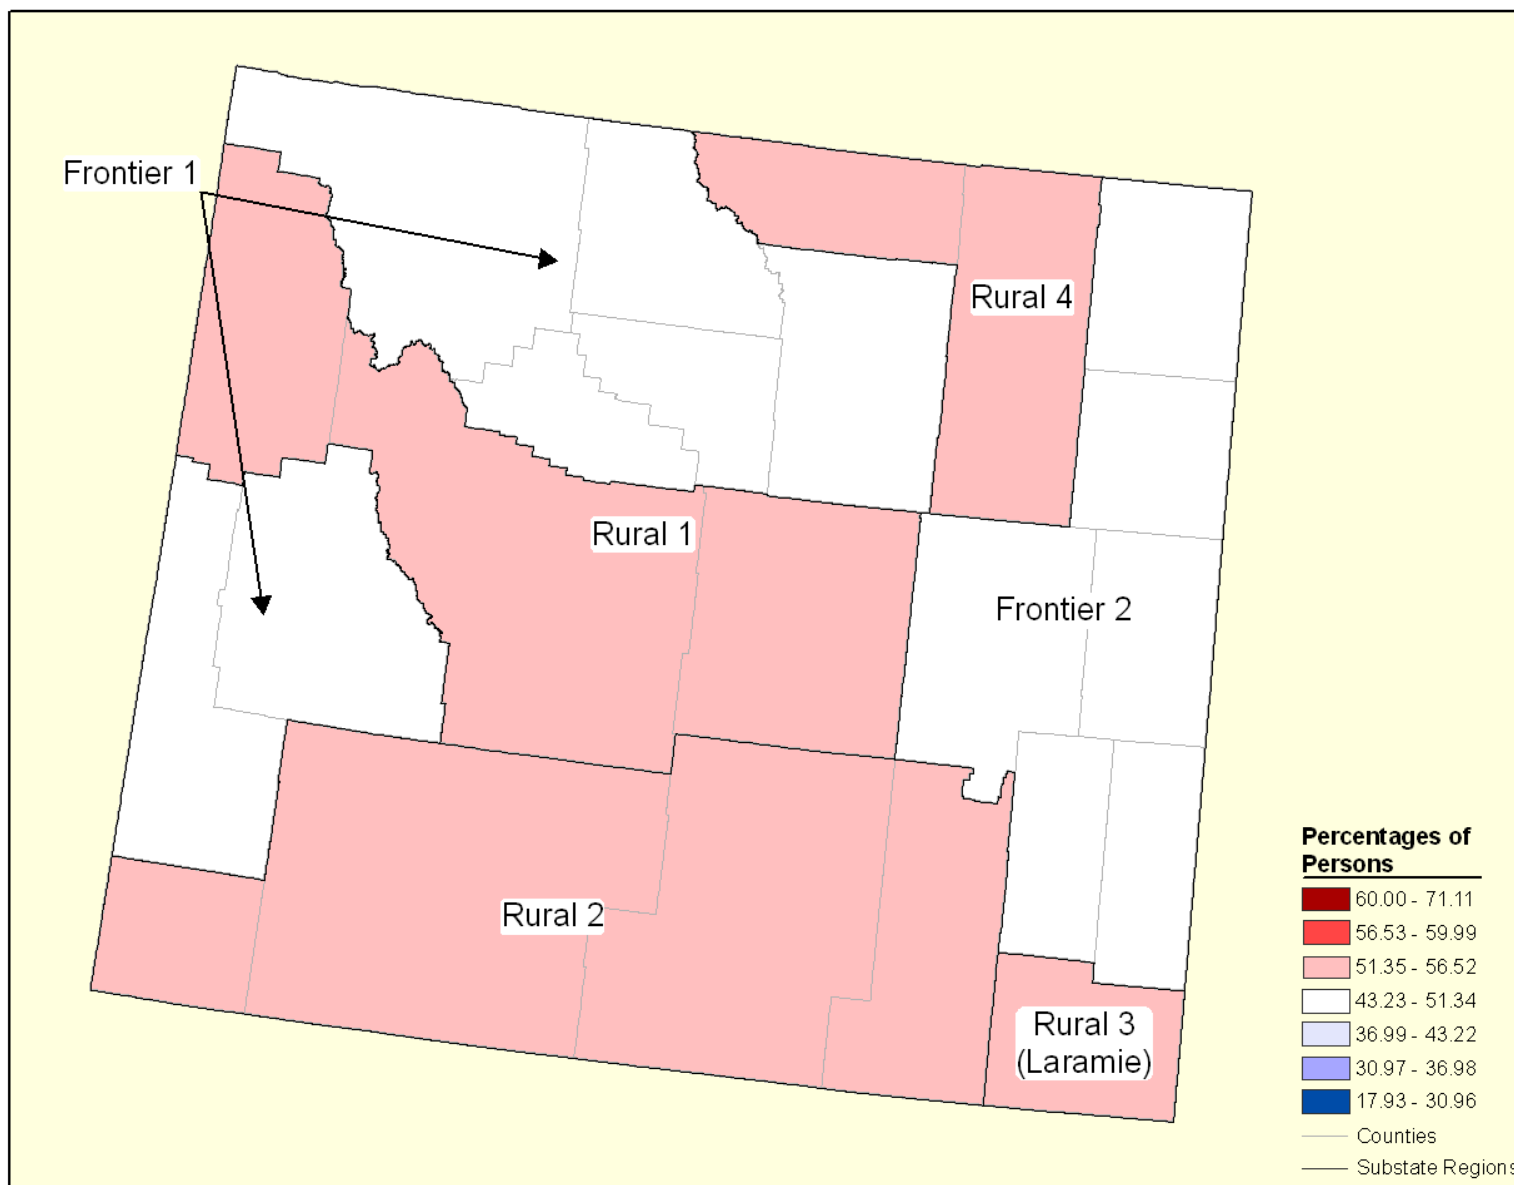 Frontier 1
Rural 4
Rural 1
Frontier 2
Rural 2
Rural 3
(Laramie)
Percentages of
Persons
60.00 - 71.11
56.53 - 59.99
51.35 - 56.52
43.23 - 51.34
36.99 - 43.22
30.97 - 36.98
17.93 - 30.96
Counties
Substate Regions